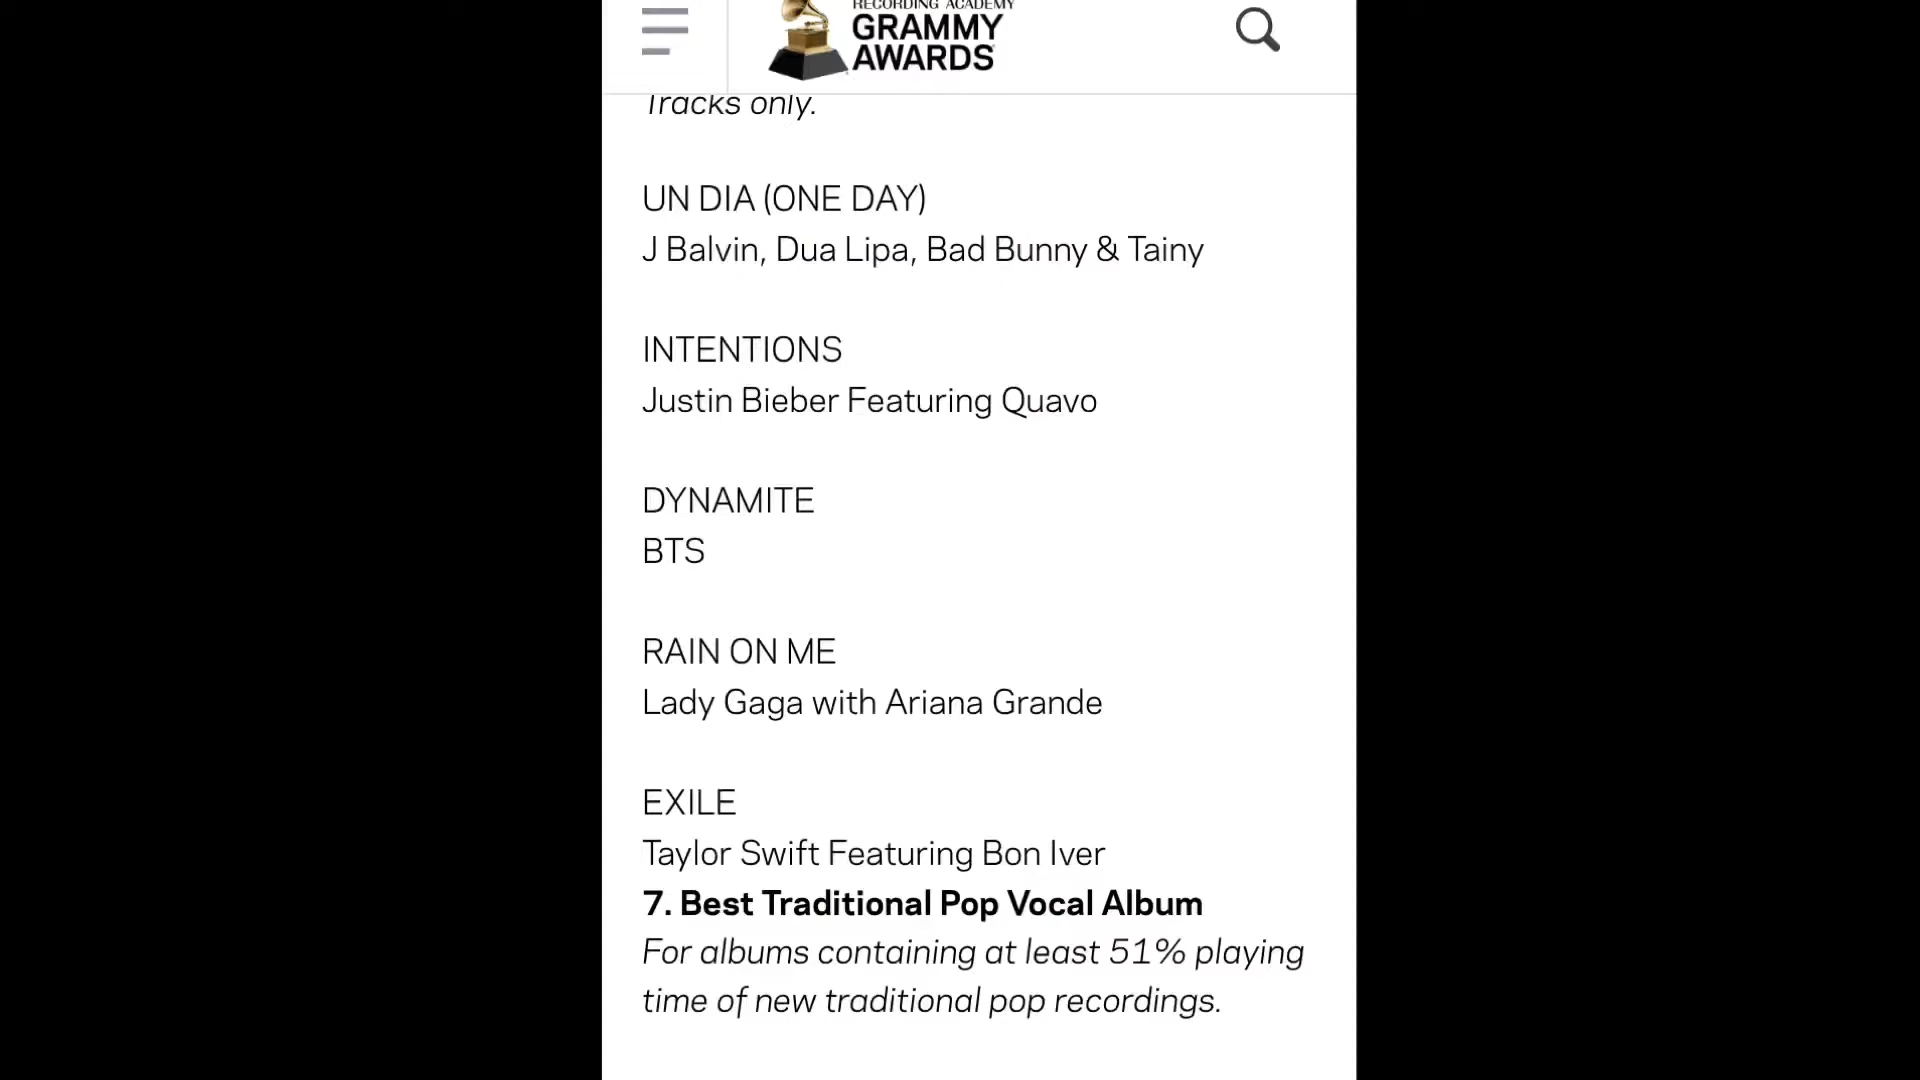 RECORDING ACADEMY
GRAMMY
AWARDS
Tracks only.
UN DIA (ONE DAY)
J Balvin, Dua Lipa, Bad Bunny & Tainy
INTENTIONS
Justin Bieber Featuring Quavo
DYNAMITE
BTS
RAIN ON ME
Lady Gaga with Ariana Grande
EXILE
Taylor Swift Featuring Bon Iver
7. Best Traditional Pop Vocal Album
For albums containing at least 51% playing
time of new traditional pop recordings.